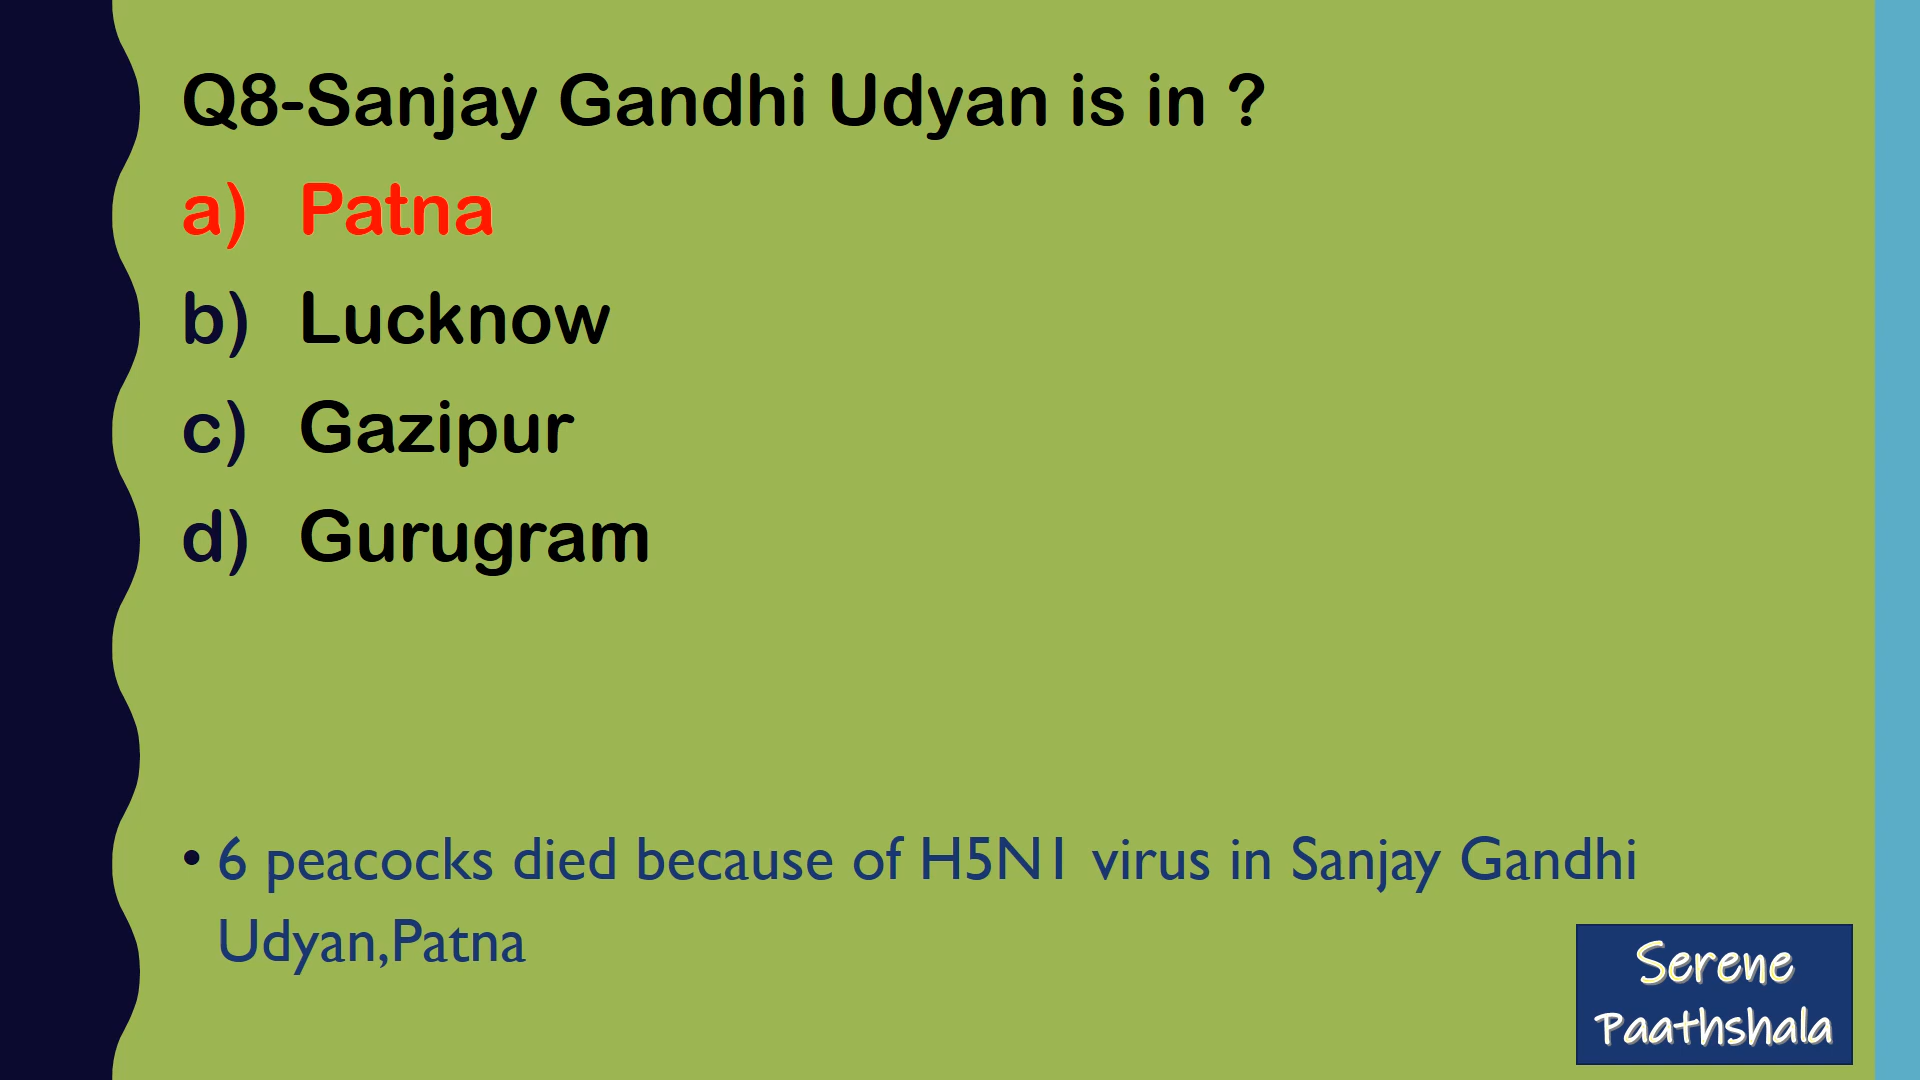 Q8-Sanjay Gandhi Udyan is in ?
a) Patna
b) Lucknow
c) Gazipur
d) Gurugram
• 6 peacocks died because of H5N1 virus in Sanjay Gandhi
Udyan,Patna
Serene
Paathshala